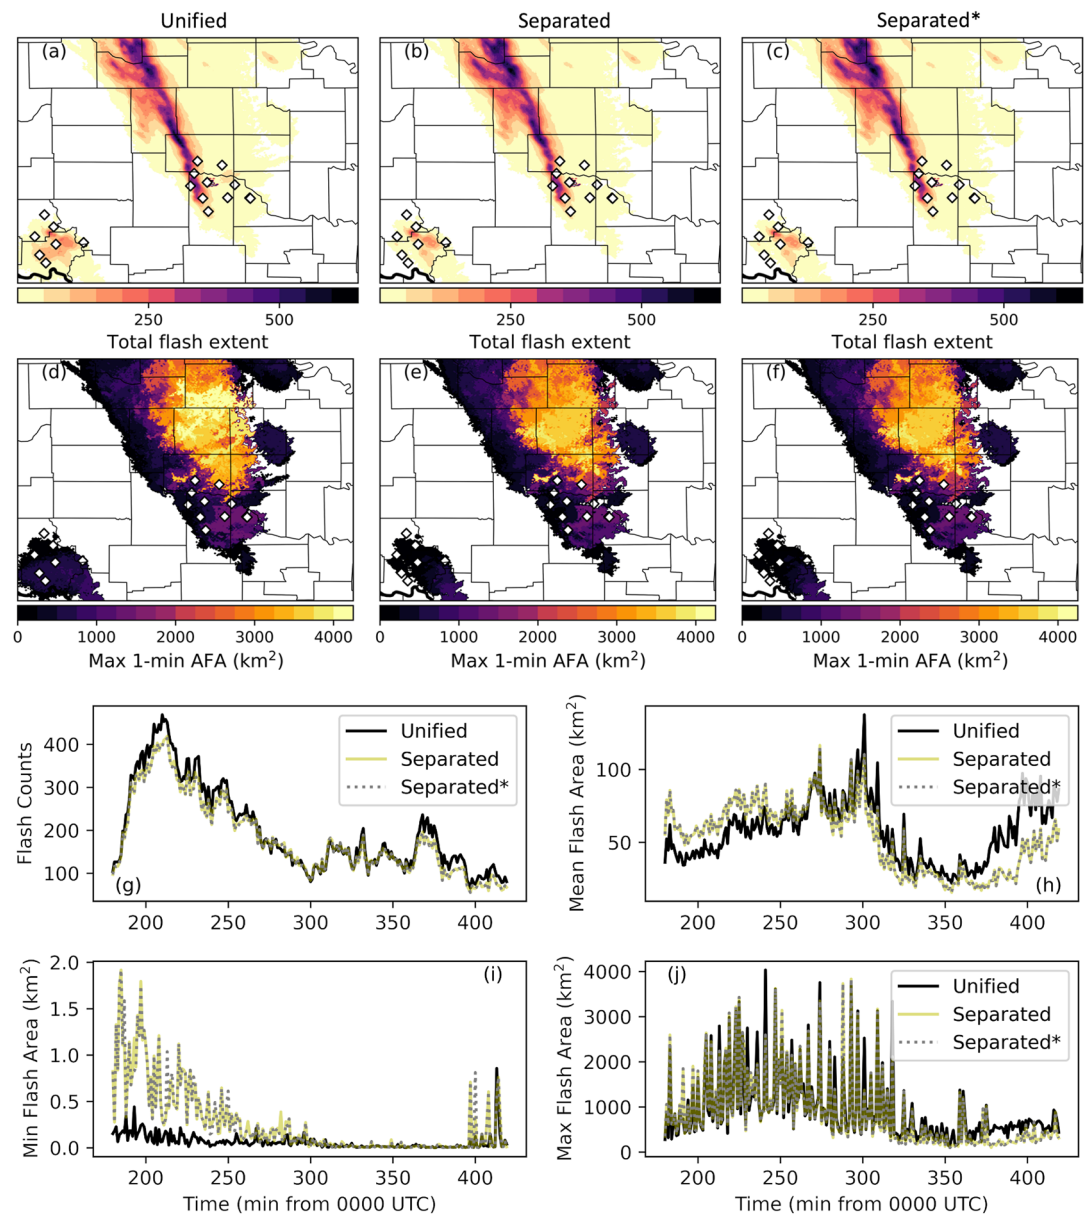 Unified Separated Separated*
(a) (b) (c)
250 500 250 500 250 500
Total flash extent Total flash extent Total flash extent
(d) (e) (f)
0 1000 2000 3000 4000 0 1000 2000 3000 4000 0 1000 2000 3000 4000
Max 1-min AFA (km²) Max 1-min AFA (km²) Max 1-min AFA (km²)
Flash Counts
400
300
200
100
Unified
Separated
Separated*
(g)
200 250 300 350 400
Mean Flash Area (km²)
100
50
Unified
Separated
Separated*
(h)
200 250 300 350 400
Min Flash Area (km²)
2.0
1.5
1.0
0.5
0.0
(i)
200 250 300 350 400
Time (min from 0000 UTC)
Max Flash Area (km²)
4000
3000
2000
1000
0
(j)
Unified
Separated
Separated*
200 250 300 350 400
Time (min from 0000 UTC)